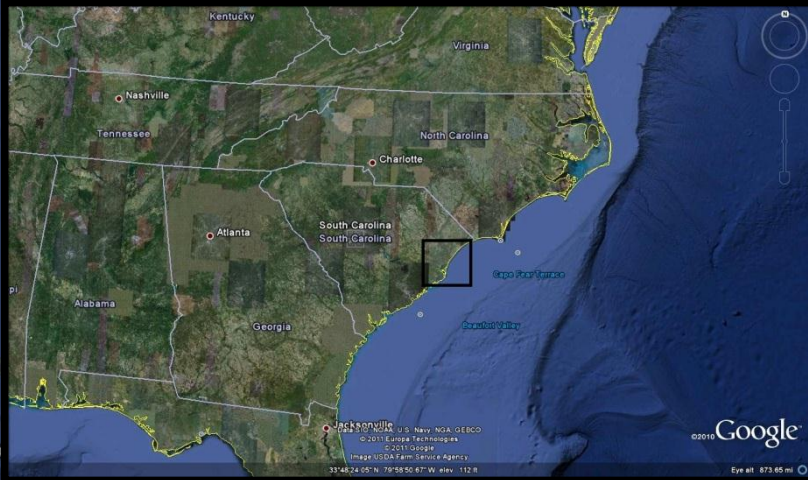 Kentucky
Virginia
N
Nashville
Tennessee
North Carolina
Charlotte
South Carolina
South Carolina
Atlanta
Cape Fear Terrace
pi
Alabama
Georgia
Beaufort Valley
Jacksonville
Data SIO, NOAA, U.S. Navy, NGA, GEBCO
© 2011 Europa Technologies
© 2011 Google
Image USDA Farm Service Agency
©2010 Google
33°48'24.05" N 79°58'50.67" W elev 112 ft
Eye alt 873.65 mi